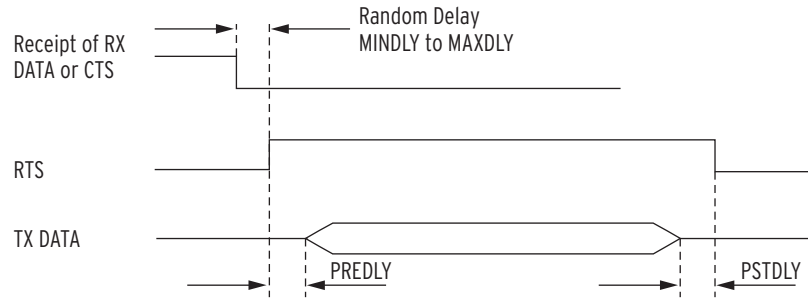 Random Delay
MINDLY to MAXDLY
Receipt of RX
DATA or CTS
RTS
TX DATA
PREDLY
PSTDLY